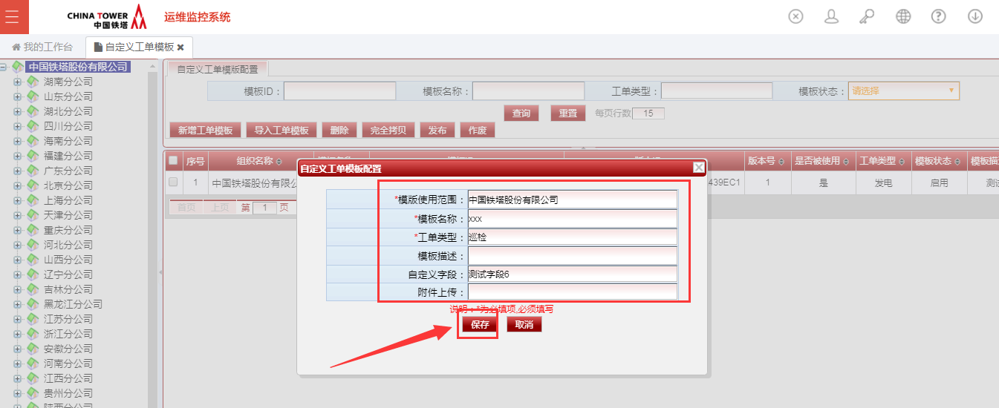 CHINA TOWER
中国铁塔
运维监控系统
我的工作台
自定义工单模板
中国铁塔股份有限公司
湖南分公司
山东分公司
湖北分公司
四川分公司
海南分公司
福建分公司
广东分公司
北京分公司
上海分公司
天津分公司
重庆分公司
河北分公司
山西分公司
辽宁分公司
吉林分公司
黑龙江分公司
江苏分公司
浙江分公司
安徽分公司
河南分公司
江西分公司
贵州分公司
陕西分公司
自定义工单模版配置
模板ID： 模板名称： 工单类型： 模板状态： 请选择
查询 重置 每页行数 15
新增工单模板 导入工单模板 删除 完全拷贝 发布 作废
序号 组织名称 版本号 是否被使用 工单类型 模板状态 模板描
1 中国铁塔股份有限公 439EC1 1 是 发电 启用 测试
首页 上页 第 1 页
自定义工单模板配置
*模版使用范围： 中国铁塔股份有限公司
*模板名称： xxx
*工单类型： 巡检
模板描述：
自定义字段： 测试字段6
附件上传：
说明：*为必填项,必须填写
保存 取消